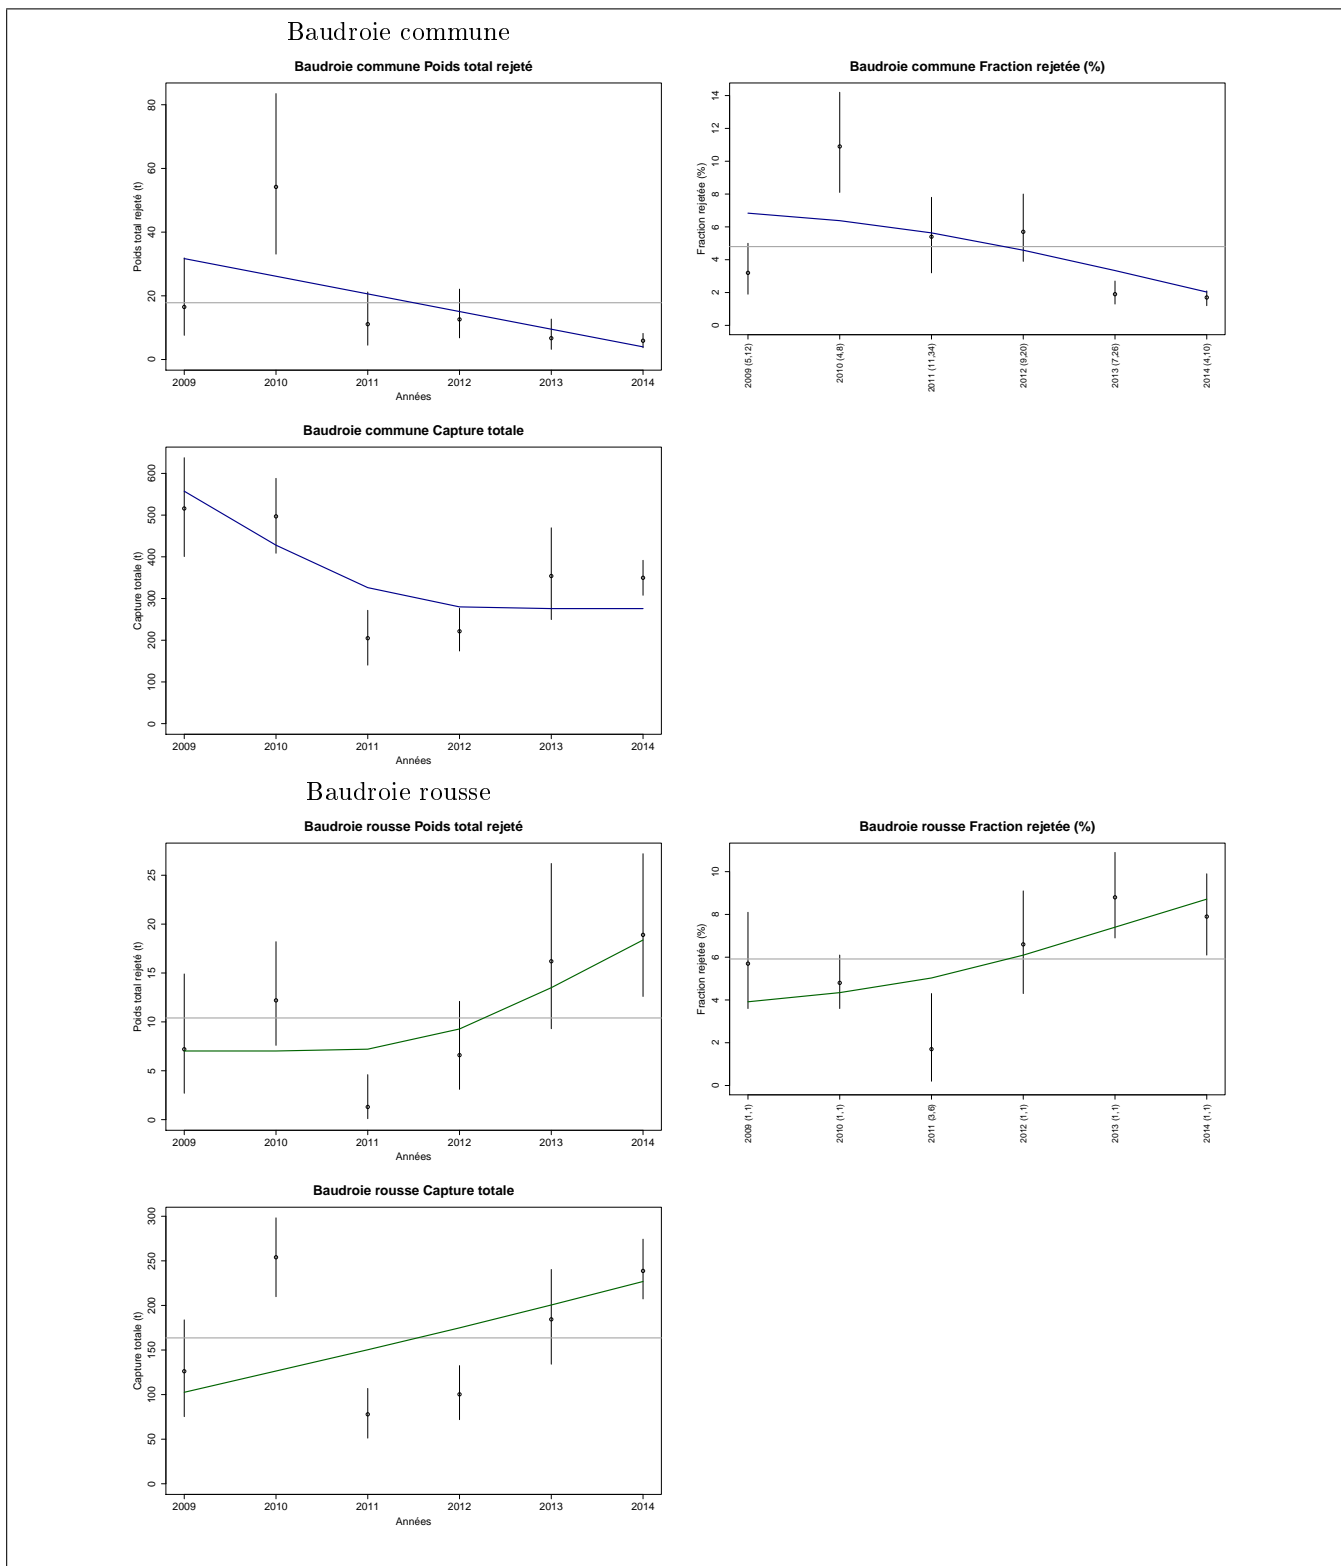 Baudroie commune
Baudroie commune Poids total rejeté
Poids total rejeté (t)
80
60
40
20
0
2009 2010 2011 2012 2013 2014
Années
Baudroie commune Fraction rejetée (%)
Fraction rejetée (%)
14
12
10
8
6
4
2
0
2009 (5,12)
2010 (4,8)
2011 (11,34)
2012 (9,20)
2013 (7,26)
2014 (4,10)
Baudroie commune Capture totale
Capture totale (t)
600
500
400
300
200
100
0
2009 2010 2011 2012 2013 2014
Années
Baudroie rousse
Baudroie rousse Poids total rejeté
Poids total rejeté (t)
25
20
15
10
5
0
2009 2010 2011 2012 2013 2014
Années
Baudroie rousse Fraction rejetée (%)
Fraction rejetée (%)
10
8
6
4
2
0
2009 (1,1)
2010 (1,1)
2011 (3,6)
2012 (1,1)
2013 (1,1)
2014 (1,1)
Baudroie rousse Capture totale
Capture totale (t)
300
250
200
150
100
50
0
2009 2010 2011 2012 2013 2014
Années